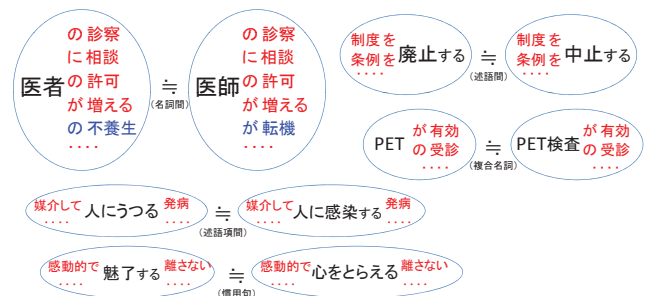 医者
の 診察
に 相談
の 許可
が 増える
の 不養生
・・・・
≒
(名詞間)
医師
の 診察
に 相談
の 許可
が 増える
が 転機
・・・・
制度を
条例を
・・・・
廃止する
≒
(述語間)
制度を
条例を
・・・・
中止する
PET
が 有効
の 受診
・・・・
≒
(複合名詞)
PET検査
が 有効
の 受診
・・・・
媒介して 人にうつる 発病
・・・・ ・・・・
≒
(述語項間)
媒介して 人に感染する 発病
・・・・ ・・・・
感動的で 魅了する 離さない
・・・・ ・・・・
≒
(慣用句)
感動的で 心をとらえる 離さない
・・・・ ・・・・